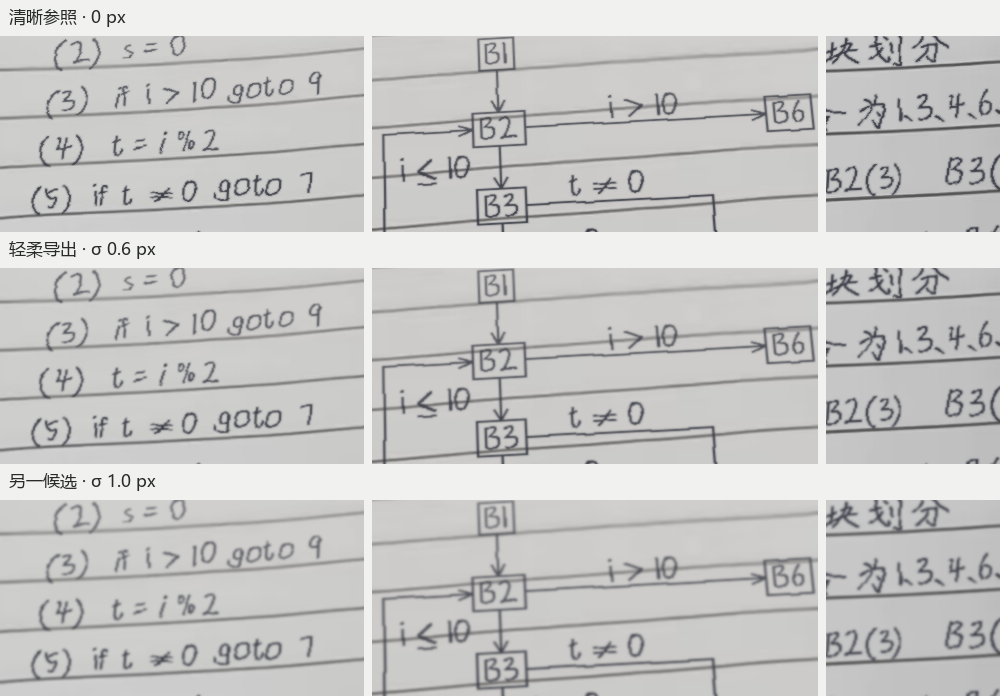 清晰参照 · 0 px
(2) s = 0
(3) if i > 10 goto 9
(4) t = i % 2
(5) if t ≠ 0 goto 7
B1
i > 10
B2
B6
i ≤ 10
t ≠ 0
B3
块划分
一为1、3、4、6、
B2(3) B3(
轻柔导出 · σ 0.6 px
(2) s = 0
(3) if i > 10 goto 9
(4) t = i % 2
(5) if t ≠ 0 goto 7
B1
i > 10
B2
B6
i ≤ 10
t ≠ 0
B3
块划分
一为1、3、4、6、
B2(3) B3(
另一候选 · σ 1.0 px
(2) s = 0
(3) if i > 10 goto 9
(4) t = i % 2
(5) if t ≠ 0 goto 7
B1
i > 10
B2
B6
i ≤ 10
t ≠ 0
B3
块划分
一为1、3、4、6、
B2(3) B3(